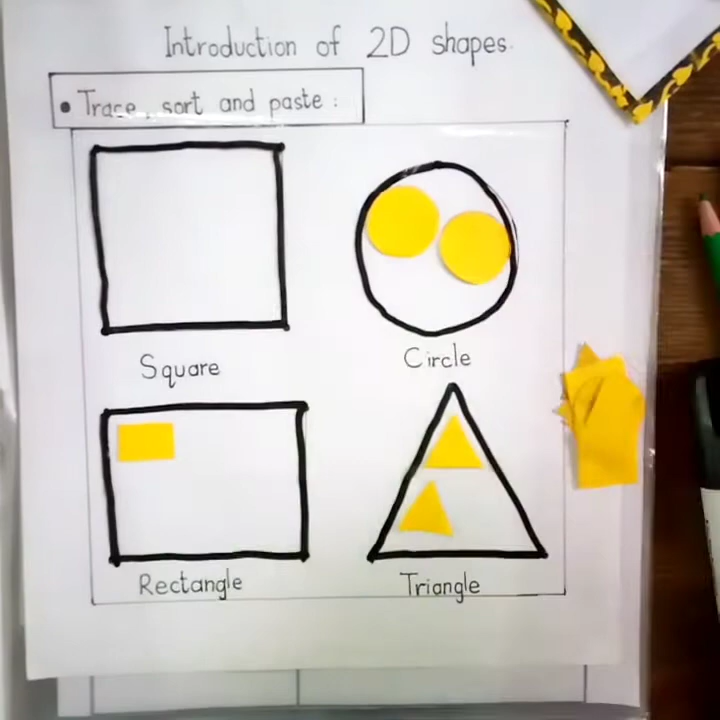 Introduction of 2D shapes.
• Trace, sort and paste :
Square
Circle
Rectangle
Triangle